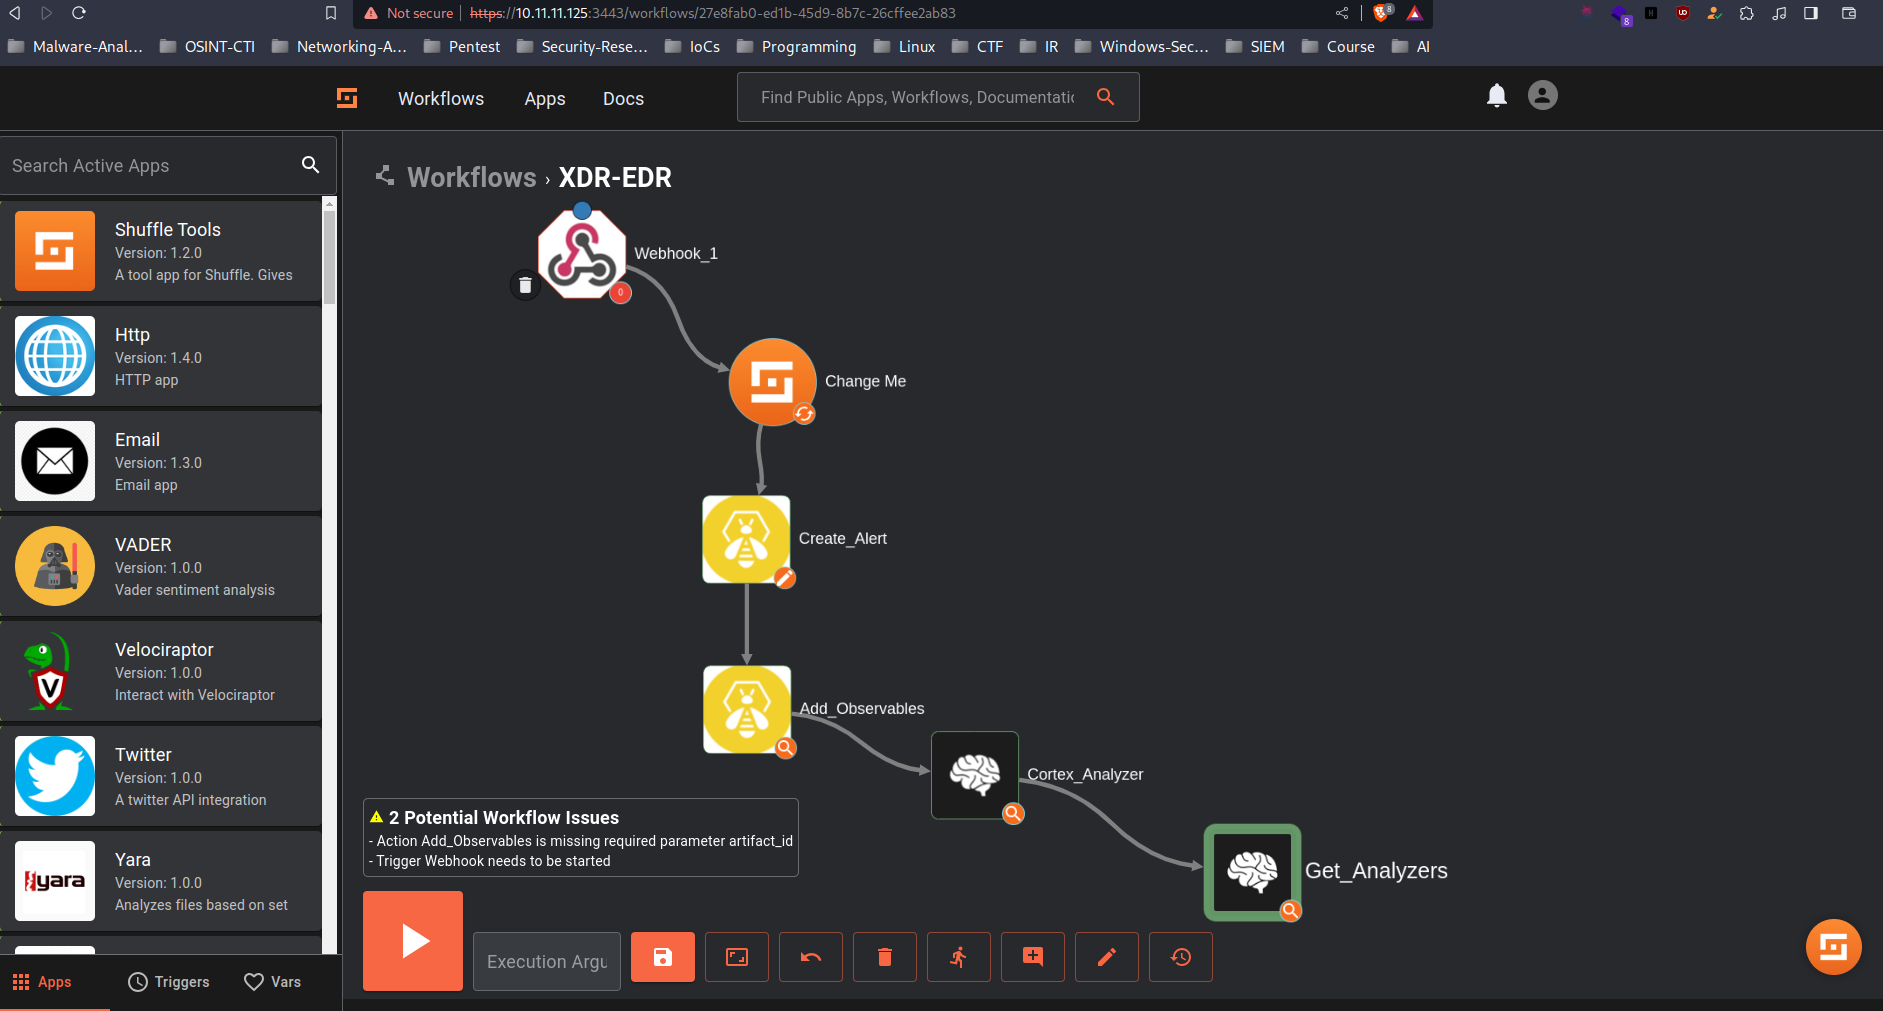 Not secure
https://10.11.11.125:3443/workflows/27e8fab0-ed1b-45d9-8b7c-26cffee2ab83
8
UD
8
Malware-Anal...
OSINT-CTI
Networking-A...
Pentest
Security-Rese...
IoCs
Programming
Linux
CTF
IR
Windows-Sec...
SIEM
Course
AI
Workflows
Apps
Docs
Find Public Apps, Workflows, Documentatic
Search Active Apps
Workflows › XDR-EDR
Shuffle Tools
Version: 1.2.0
A tool app for Shuffle. Gives
Http
Version: 1.4.0
HTTP app
Email
Version: 1.3.0
Email app
VADER
Version: 1.0.0
Vader sentiment analysis
Velociraptor
Version: 1.0.0
Interact with Velociraptor
V
Twitter
Version: 1.0.0
A twitter API integration
yara
Yara
Version: 1.0.0
Analyzes files based on set
Webhook_1
0
Change Me
Create_Alert
Add_Observables
Cortex_Analyzer
Get_Analyzers
2 Potential Workflow Issues
- Action Add_Observables is missing required parameter artifact_id
- Trigger Webhook needs to be started
Execution Argu
Apps
Triggers
Vars